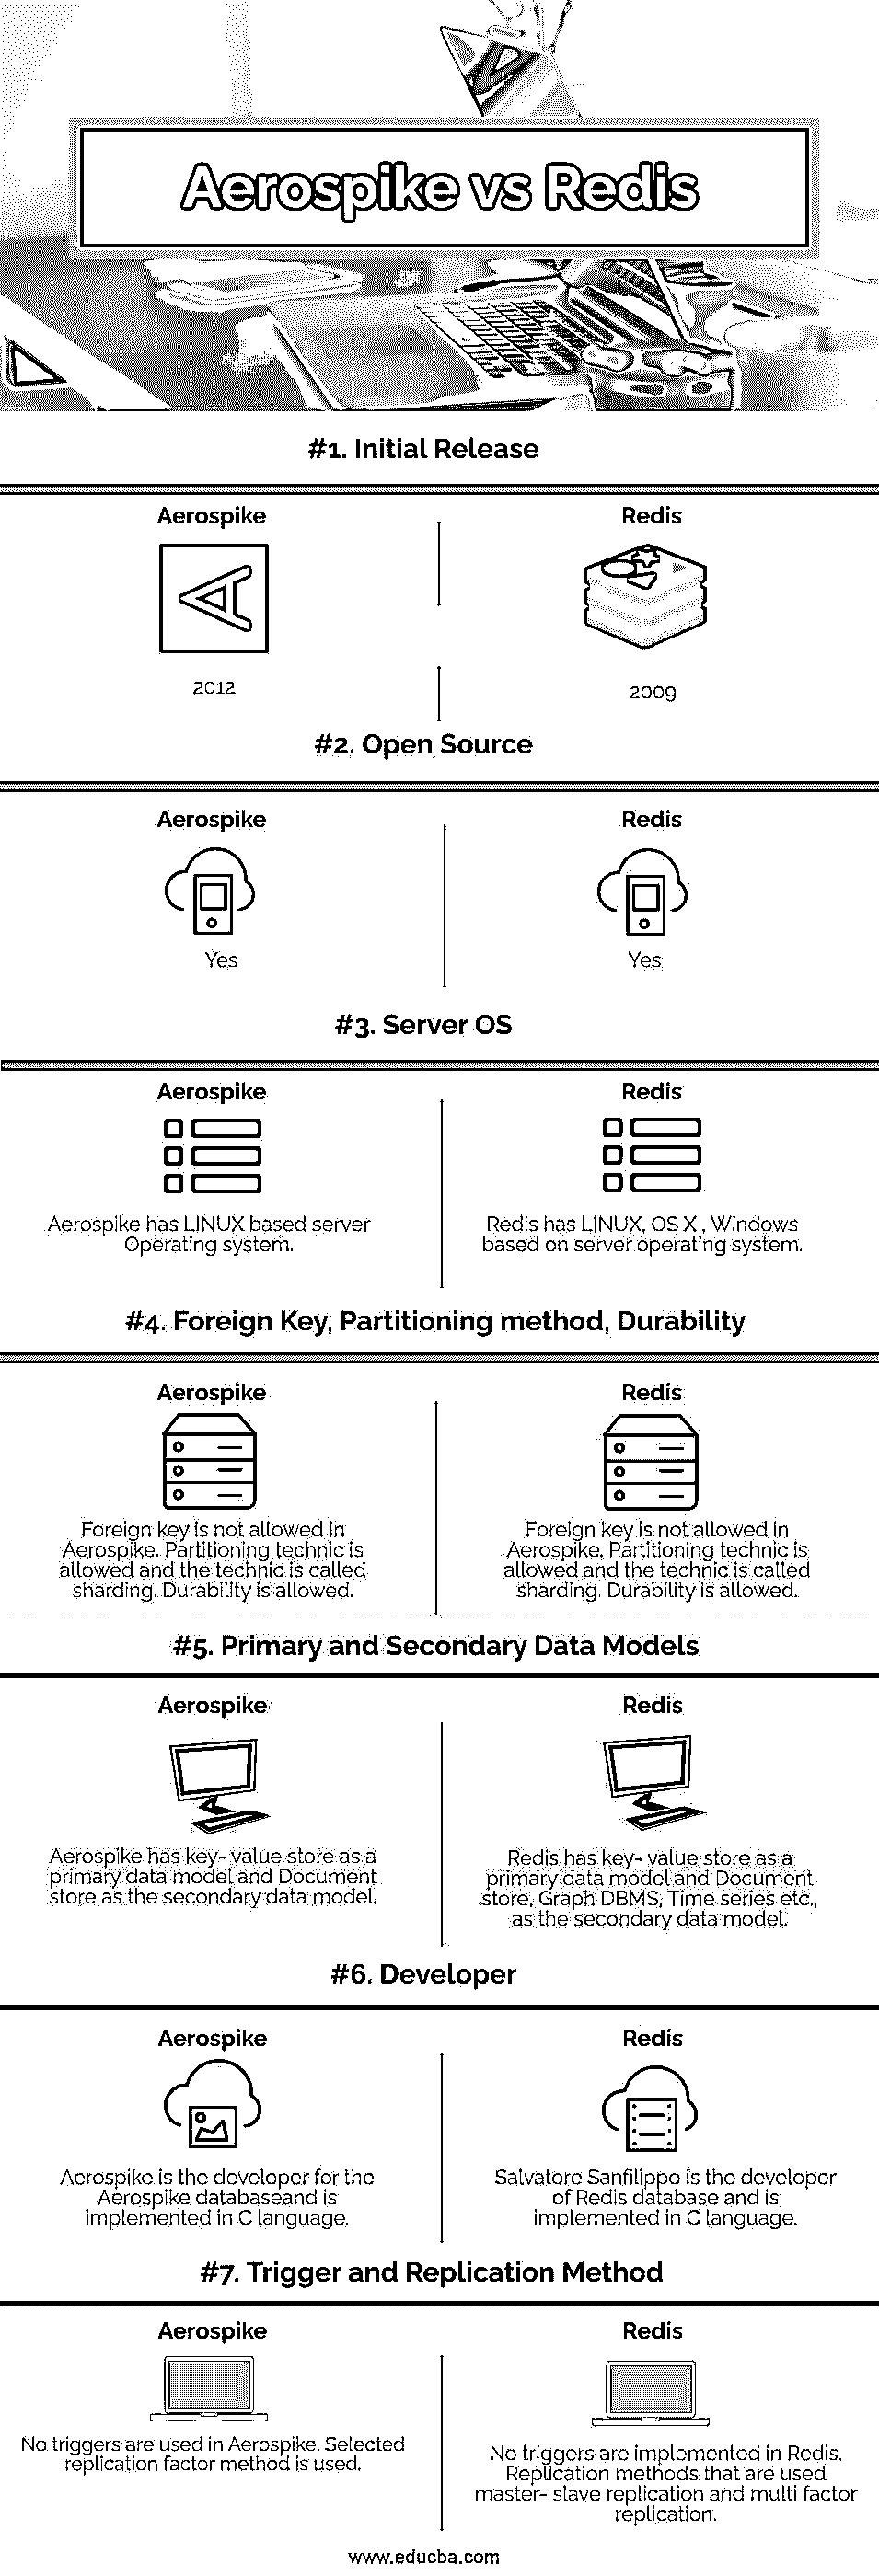 Aerospike vs Redis
#1. Initial Release
Aerospike
Redis
2012
2009
#2. Open Source
Aerospike
Redis
Yes
Yes
#3. Server OS
Aerospike
Redis
Aerospike has LINUX based server
Operating system.
Redis has LINUX, OS X , Windows
based on server operating system.
#4. Foreign Key, Partitioning method, Durability
Aerospike
Redis
Foreign key is not allowed in
Aerospike. Partitioning technic is
allowed and the technic is called
sharding. Durability is allowed.
Foreign key is not allowed in
Aerospike. Partitioning technic is
allowed and the technic is called
sharding. Durability is allowed.
#5. Primary and Secondary Data Models
Aerospike
Redis
Aerospike has key- value store as a
primary data model and Document
store as the secondary data model.
Redis has key- value store as a
primary data model and Document
store, Graph DBMS, Time series etc.,
as the secondary data model.
#6. Developer
Aerospike
Redis
Aerospike is the developer for the
Aerospike databaseand is
implemented in C language.
Salvatore Sanfilippo is the developer
of Redis database and is
implemented in C language.
#7. Trigger and Replication Method
Aerospike
Redis
No triggers are used in Aerospike. Selected
replication factor method is used.
No triggers are implemented in Redis.
Replication methods that are used
master- slave replication and multi factor
replication.
www.educba.com